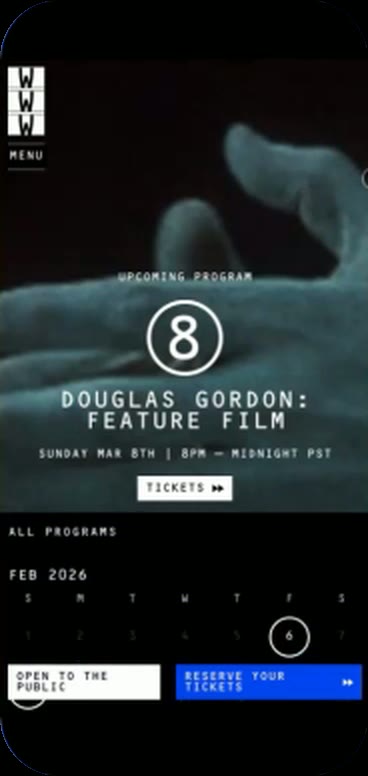 W
W
W
MENU
UPCOMING PROGRAM
8
DOUGLAS GORDON:
FEATURE FILM
SUNDAY MAR 8TH | 8PM — MIDNIGHT PST
TICKETS
ALL PROGRAMS
FEB 2026
S M T W T F S
1 2 3 4 5 6 7
OPEN TO THE
PUBLIC
RESERVE YOUR
TICKETS